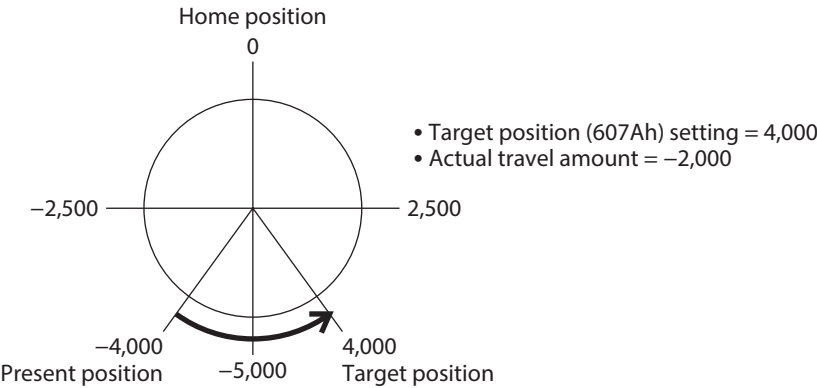 Home position
0
• Target position (607Ah) setting = 4,000
• Actual travel amount = −2,000
−2,500
2,500
−4,000
Present position
−5,000
4,000
Target position